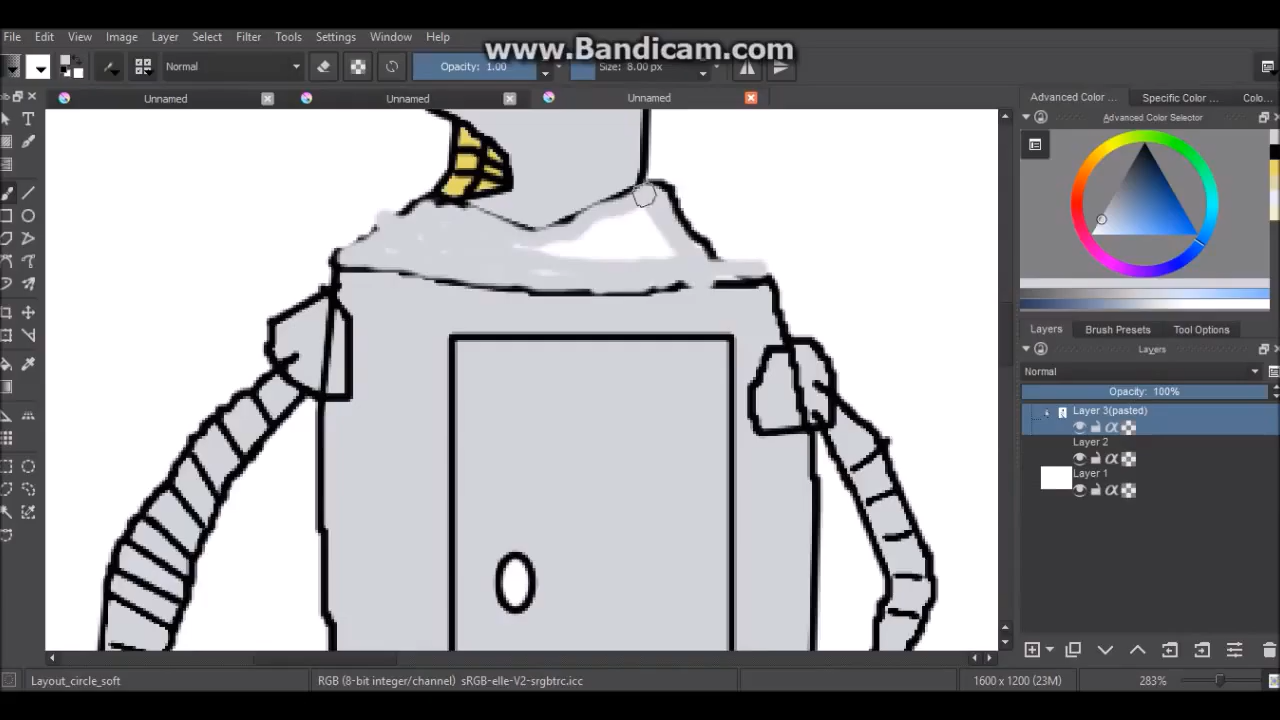 www.Bandicam.com
File Edit View Image Layer Select Filter Tools Settings Window Help
Normal Opacity: 1.00 Size: 8.00 px
Unnamed Unnamed Unnamed
Advanced Color ... Specific Color ... Colo...
Advanced Color Selector
Layers Brush Presets Tool Options
Layers
Normal
Opacity: 100%
Layer 3(pasted)
Layer 2
Layer 1
Layout_circle_soft RGB (8-bit integer/channel) sRGB-elle-V2-srgbtrc.icc 1600 x 1200 (23M) 283%